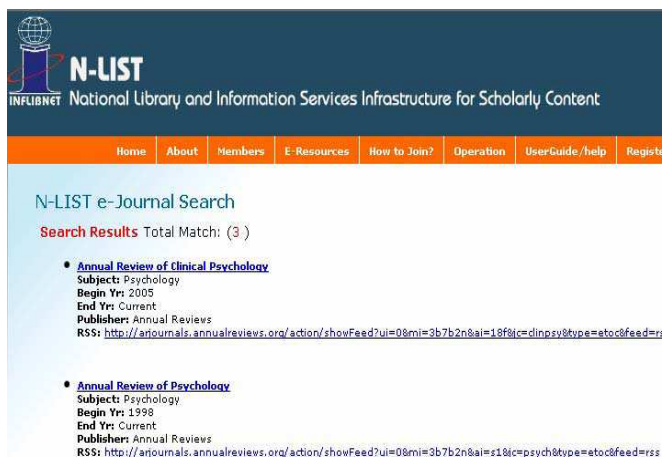 N-LIST
INFLIBNET National Library and Information Services Infrastructure for Scholarly Content
Home About Members E-Resources How to Join? Operation UserGuide/help Registe
N-LIST e-Journal Search
Search Results Total Match: (3 )
Annual Review of Clinical Psychology
Subject: Psychology
Begin Yr: 2005
End Yr: Current
Publisher: Annual Reviews
RSS: http://arjournals.annualreviews.org/action/showFeed?ui=0&mi=3b7b2n&ai=18f&jc=clinpsy&type=etoc&feed=rs
Annual Review of Psychology
Subject: Psychology
Begin Yr: 1998
End Yr: Current
Publisher: Annual Reviews
RSS: http://arjournals.annualreviews.org/action/showFeed?ui=0&mi=3b7b2n&ai=s1&jc=psych&type=etoc&feed=rss